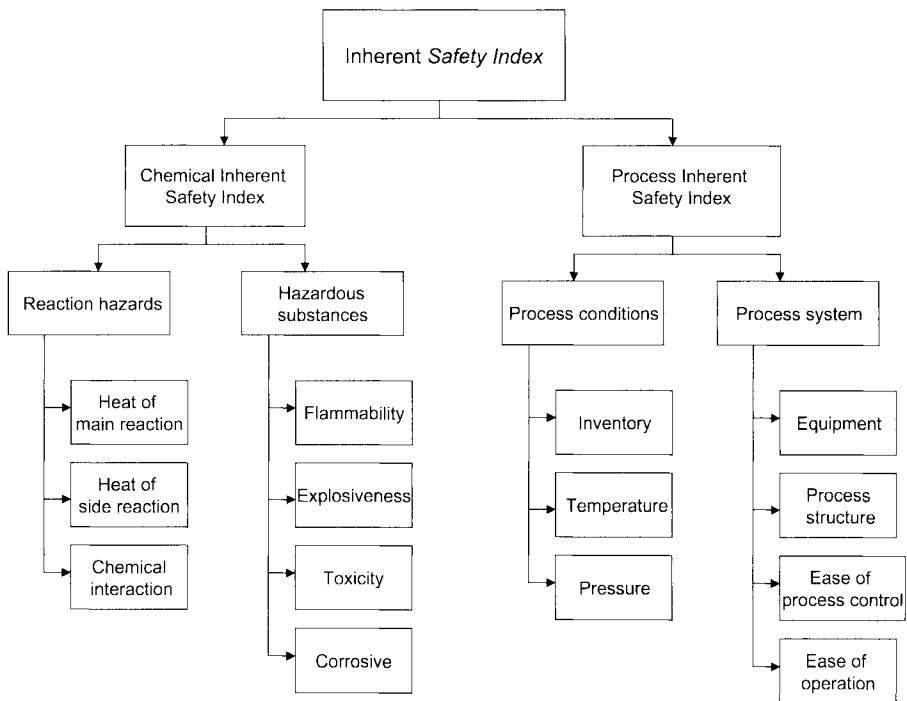 Inherent Safety Index
Chemical Inherent
Safety Index
Process Inherent
Safety Index
Reaction hazards
Hazardous
substances
Process conditions
Process system
Heat of
main reaction
Heat of
side reaction
Chemical
interaction
Flammability
Explosiveness
Toxicity
Corrosive
Inventory
Temperature
Pressure
Equipment
Process
structure
Ease of
process control
Ease of
operation